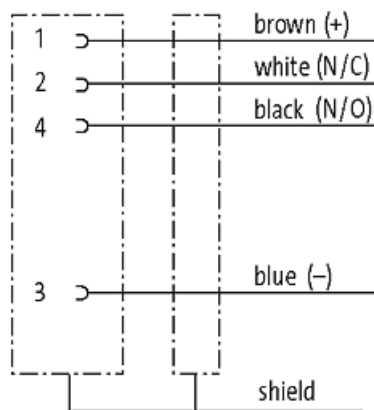 1 brown (+)
2 white (N/C)
4 black (N/O)
3 blue (–)
shield